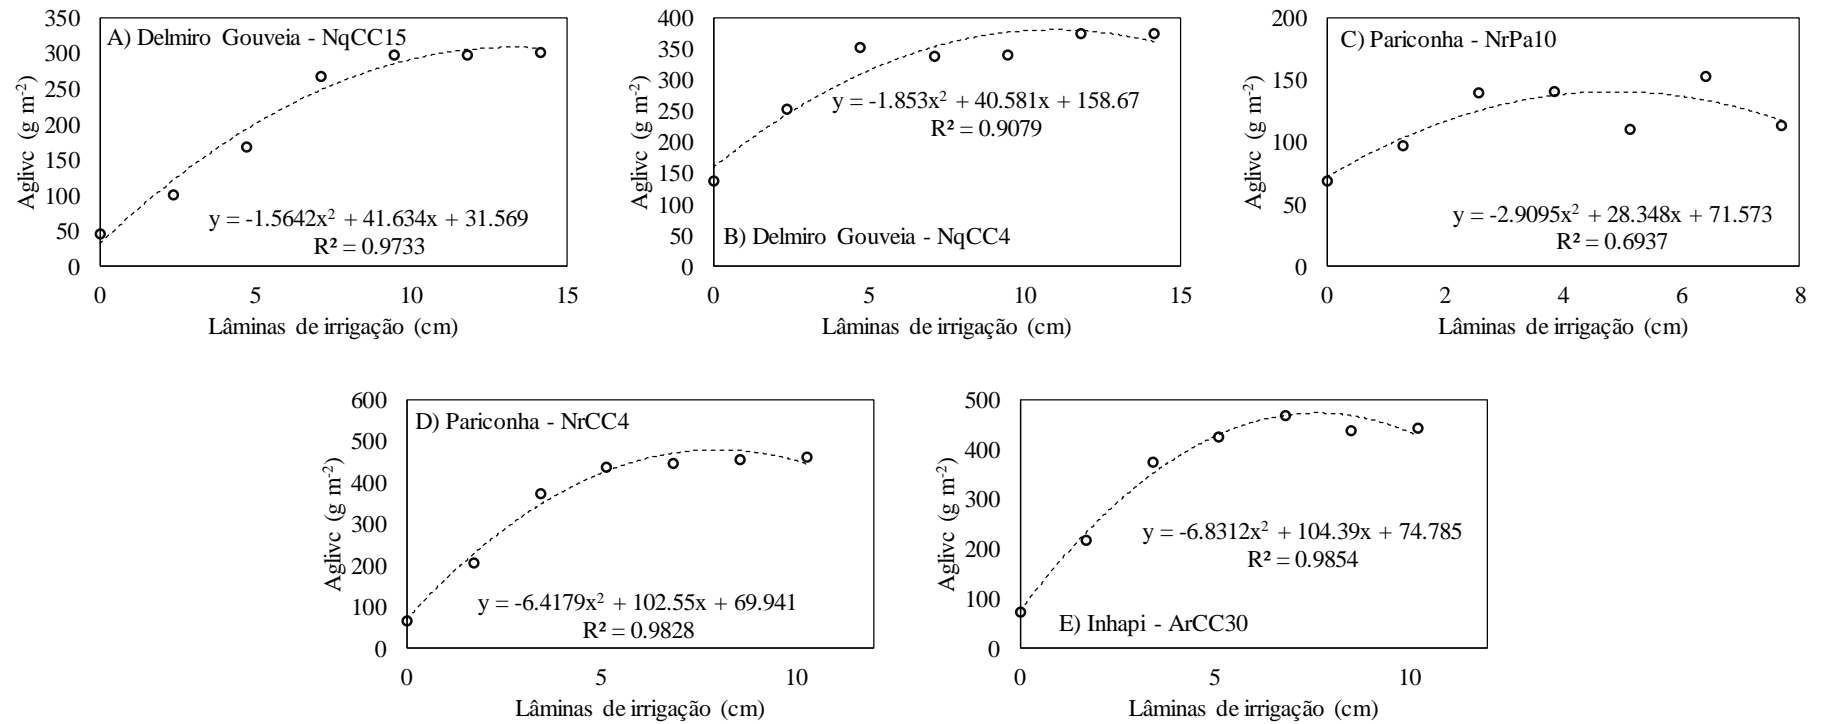 A) Delmiro Gouveia - NqCC15
Aglivc (g m-2)
350
300
250
200
150
100
50
0
y = -1.5642x² + 41.634x + 31.569
R² = 0.9733
0 5 10 15
Lâminas de irrigação (cm)
B) Delmiro Gouveia - NqCC4
Aglivc (g m-2)
400
350
300
250
200
150
100
50
0
y = -1.853x² + 40.581x + 158.67
R² = 0.9079
0 5 10 15
Lâminas de irrigação (cm)
C) Pariconha - NrPa10
Aglivc (g m-2)
200
150
100
50
0
y = -2.9095x² + 28.348x + 71.573
R² = 0.6937
0 2 4 6 8
Lâminas de irrigação (cm)
D) Pariconha - NrCC4
Aglivc (g m-2)
600
500
400
300
200
100
0
y = -6.4179x² + 102.55x + 69.941
R² = 0.9828
0 5 10
Lâminas de irrigação (cm)
Aglivc (g m-2)
500
400
300
200
100
0
y = -6.8312x² + 104.39x + 74.785
R² = 0.9854
E) Inhapi - ArCC30
0 5 10
Lâminas de irrigação (cm)